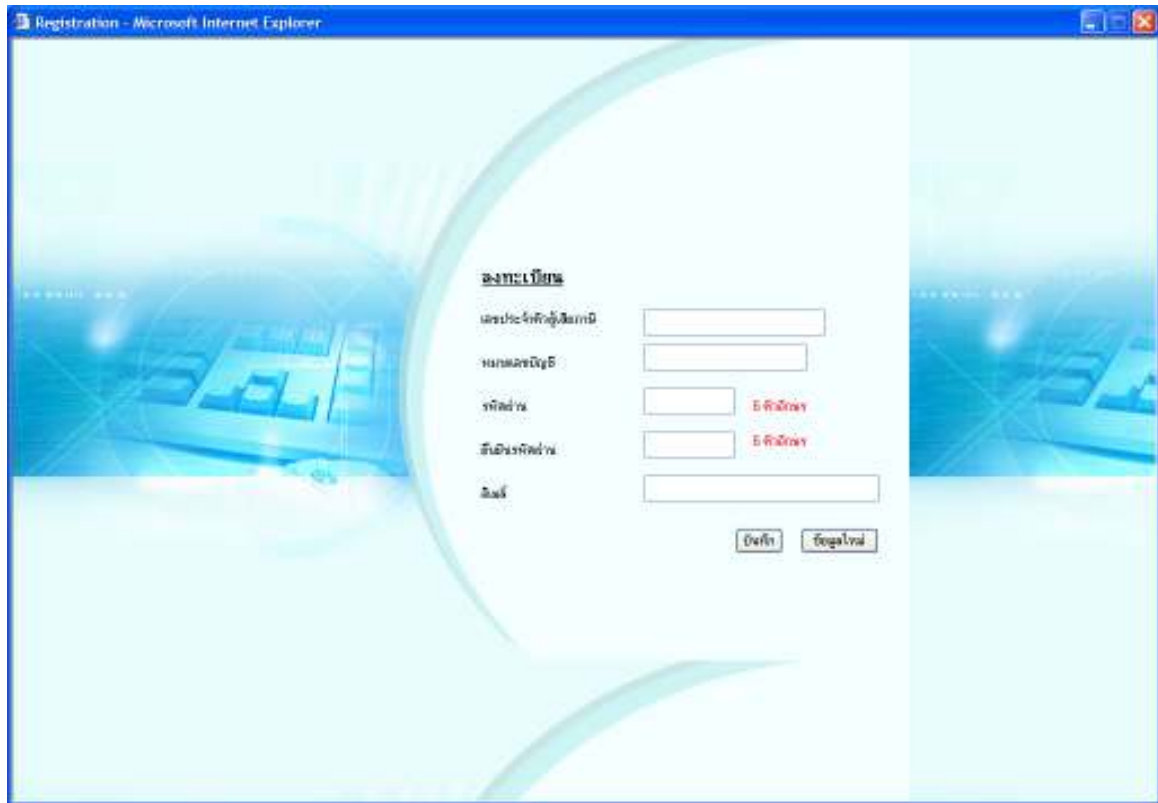 Registration - Microsoft Internet Explorer
ลงทะเบียน
เลขประจำตัวผู้เสียภาษี
หมายเลขบัญชี
รหัสผ่าน
6 ตัวอักษร
ยืนยันรหัสผ่าน
6 ตัวอักษร
อีเมล์
บันทึก ข้อมูลใหม่